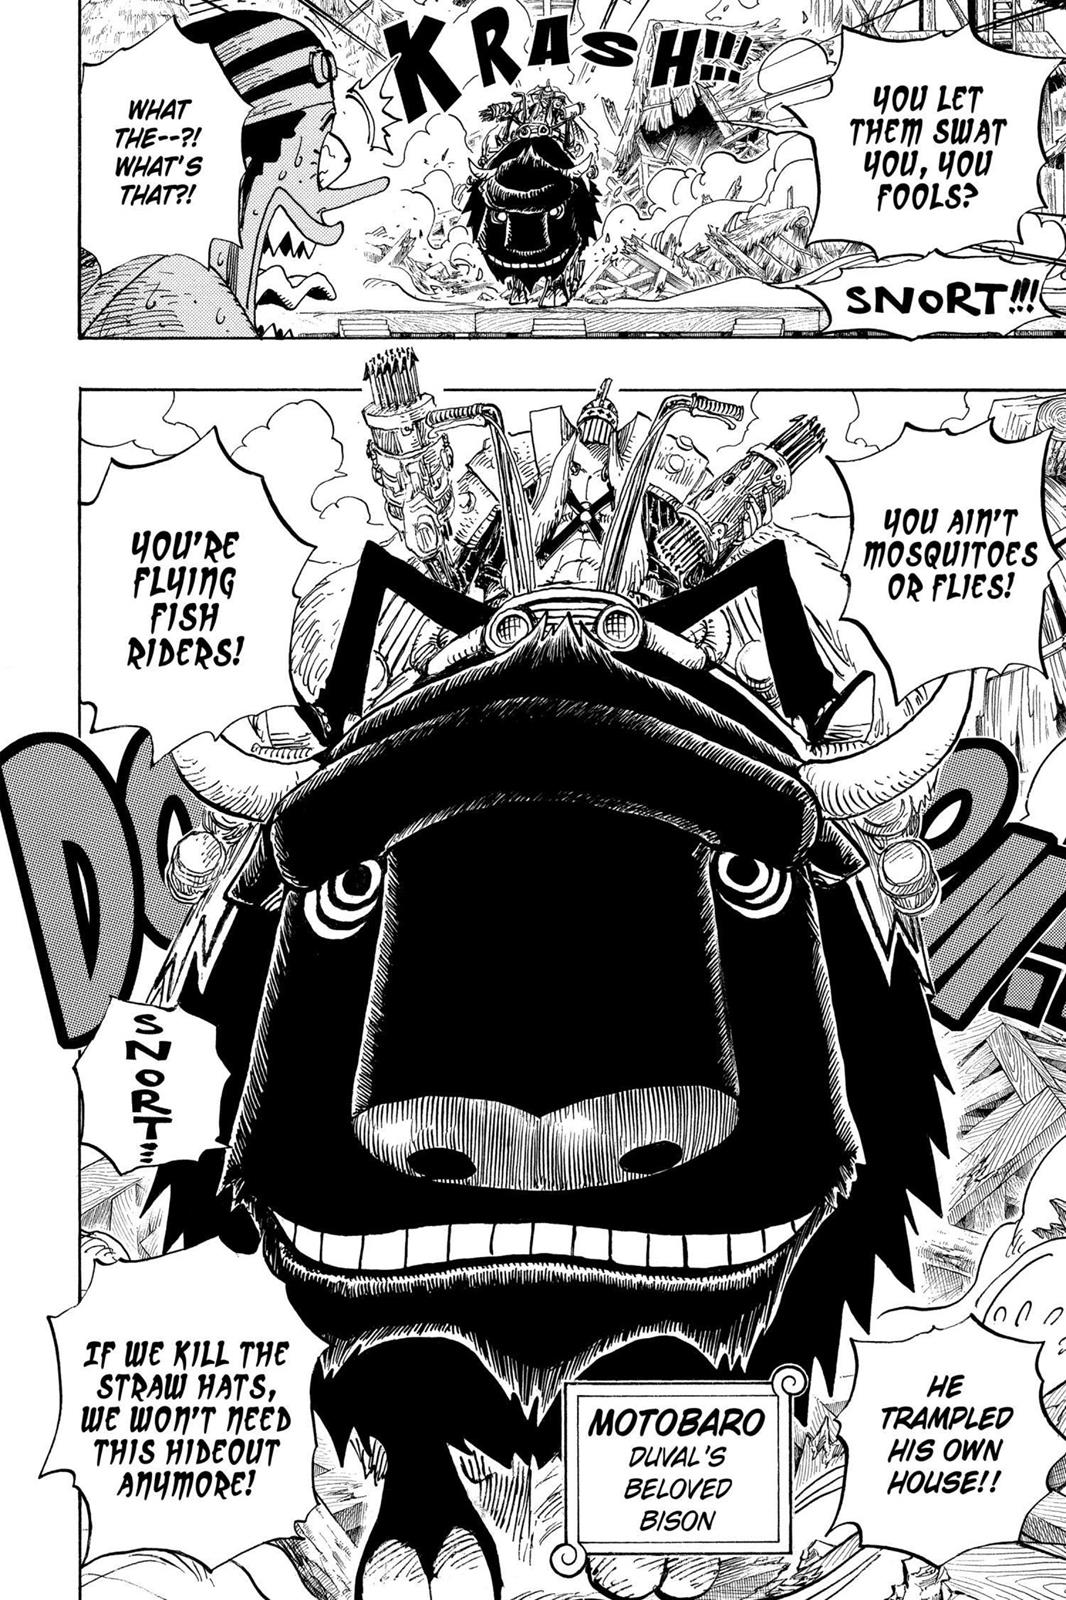 YOU LET
THEM SWAT
YOU, YOU
FOOLS?
SNORT!!!
KRASH!!!
WHAT
THE--?!
WHAT'S
THAT?!
YOU AIN'T
MOSQUITOES
OR FLIES!
YOU'RE
FLYING
FISH
RIDERS!
DOOM!!
SNORT!!!
HE
TRAMPLED
HIS OWN
HOUSE!!
MOTOBARO
DUVAL'S
BELOVED
BISON
IF WE KILL THE
STRAW HATS,
WE WON'T NEED
THIS HIDEOUT
ANYMORE!